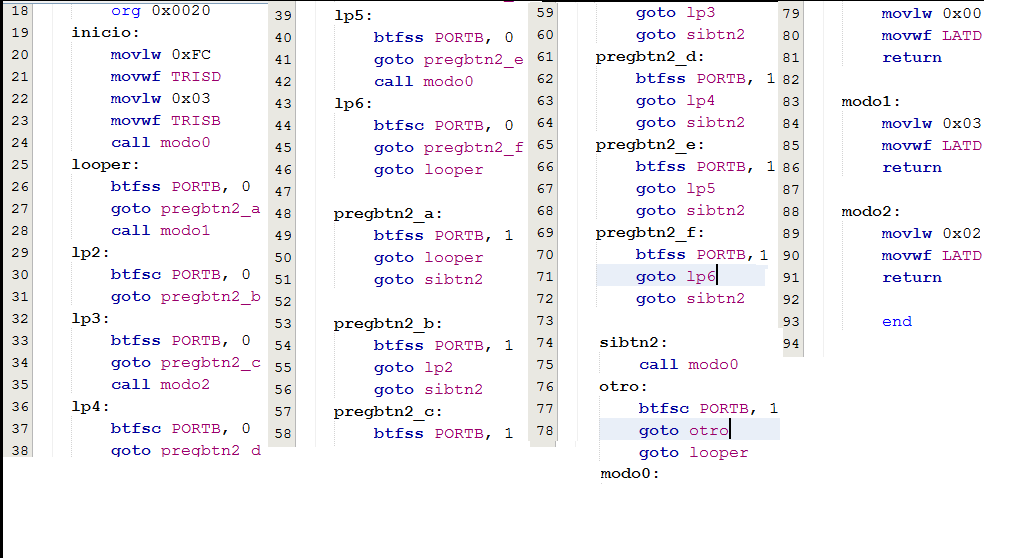 18 org 0x0020
19 inicio:
20 movlw 0xFC
21 movwf TRISD
22 movlw 0x03
23 movwf TRISB
24 call modo0
25 looper:
26 btfss PORTB, 0
27 goto pregbtn2_a
28 call modo1
29 lp2:
30 btfsc PORTB, 0
31 goto pregbtn2_b
32 lp3:
33 btfss PORTB, 0
34 goto pregbtn2_c
35 call modo2
36 lp4:
37 btfsc PORTB, 0
38 goto pregbtn2_d
39 lp5:
40 btfss PORTB, 0
41 goto pregbtn2_e
42 call modo0
43 lp6:
44 btfsc PORTB, 0
45 goto pregbtn2_f
46 goto looper
47
48 pregbtn2_a:
49 btfss PORTB, 1
50 goto looper
51 goto sibtn2
52
53 pregbtn2_b:
54 btfss PORTB, 1
55 goto lp2
56 goto sibtn2
57 pregbtn2_c:
58 btfss PORTB, 1
59 goto lp3
60 goto sibtn2
61 pregbtn2_d:
62 btfss PORTB, 1
63 goto lp4
64 goto sibtn2
65 pregbtn2_e:
66 btfss PORTB, 1
67 goto lp5
68 goto sibtn2
69 pregbtn2_f:
70 btfss PORTB, 1
71 goto lp6
72 goto sibtn2
73
74 sibtn2:
75 call modo0
76 otro:
77 btfsc PORTB, 1
78 goto otro
goto looper
modo0:
79 movlw 0x00
80 movwf LATD
81 return
82
83 modo1:
84 movlw 0x03
85 movwf LATD
86 return
87
88 modo2:
89 movlw 0x02
90 movwf LATD
91 return
92
93 end
94